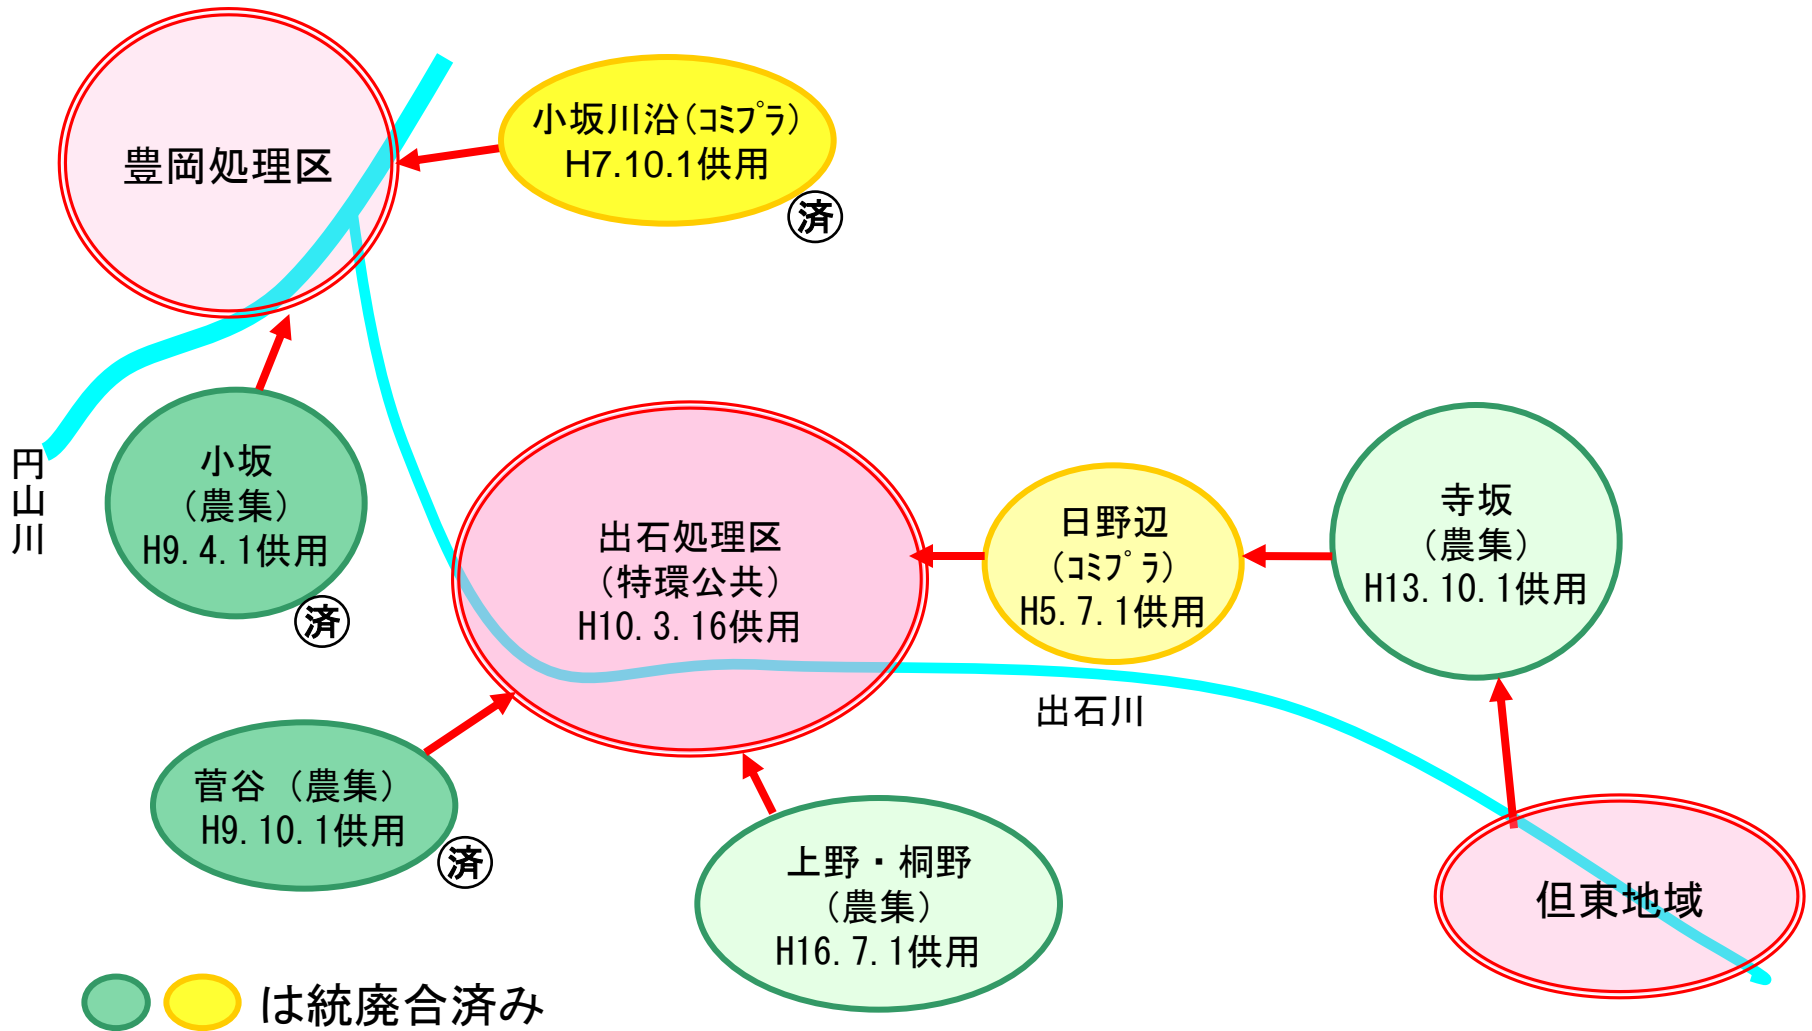 豊岡処理区
小坂川沿(ｺﾐﾌﾟﾗ)
H7.10.1供用
済
円山川
小坂
（農集）
H9.4.1供用
済
出石処理区
（特環公共）
H10.3.16供用
日野辺
(ｺﾐﾌﾟﾗ)
H5.7.1供用
寺坂
（農集）
H13.10.1供用
出石川
菅谷（農集）
H9.10.1供用
済
上野・桐野
（農集）
H16.7.1供用
但東地域
は統廃合済み